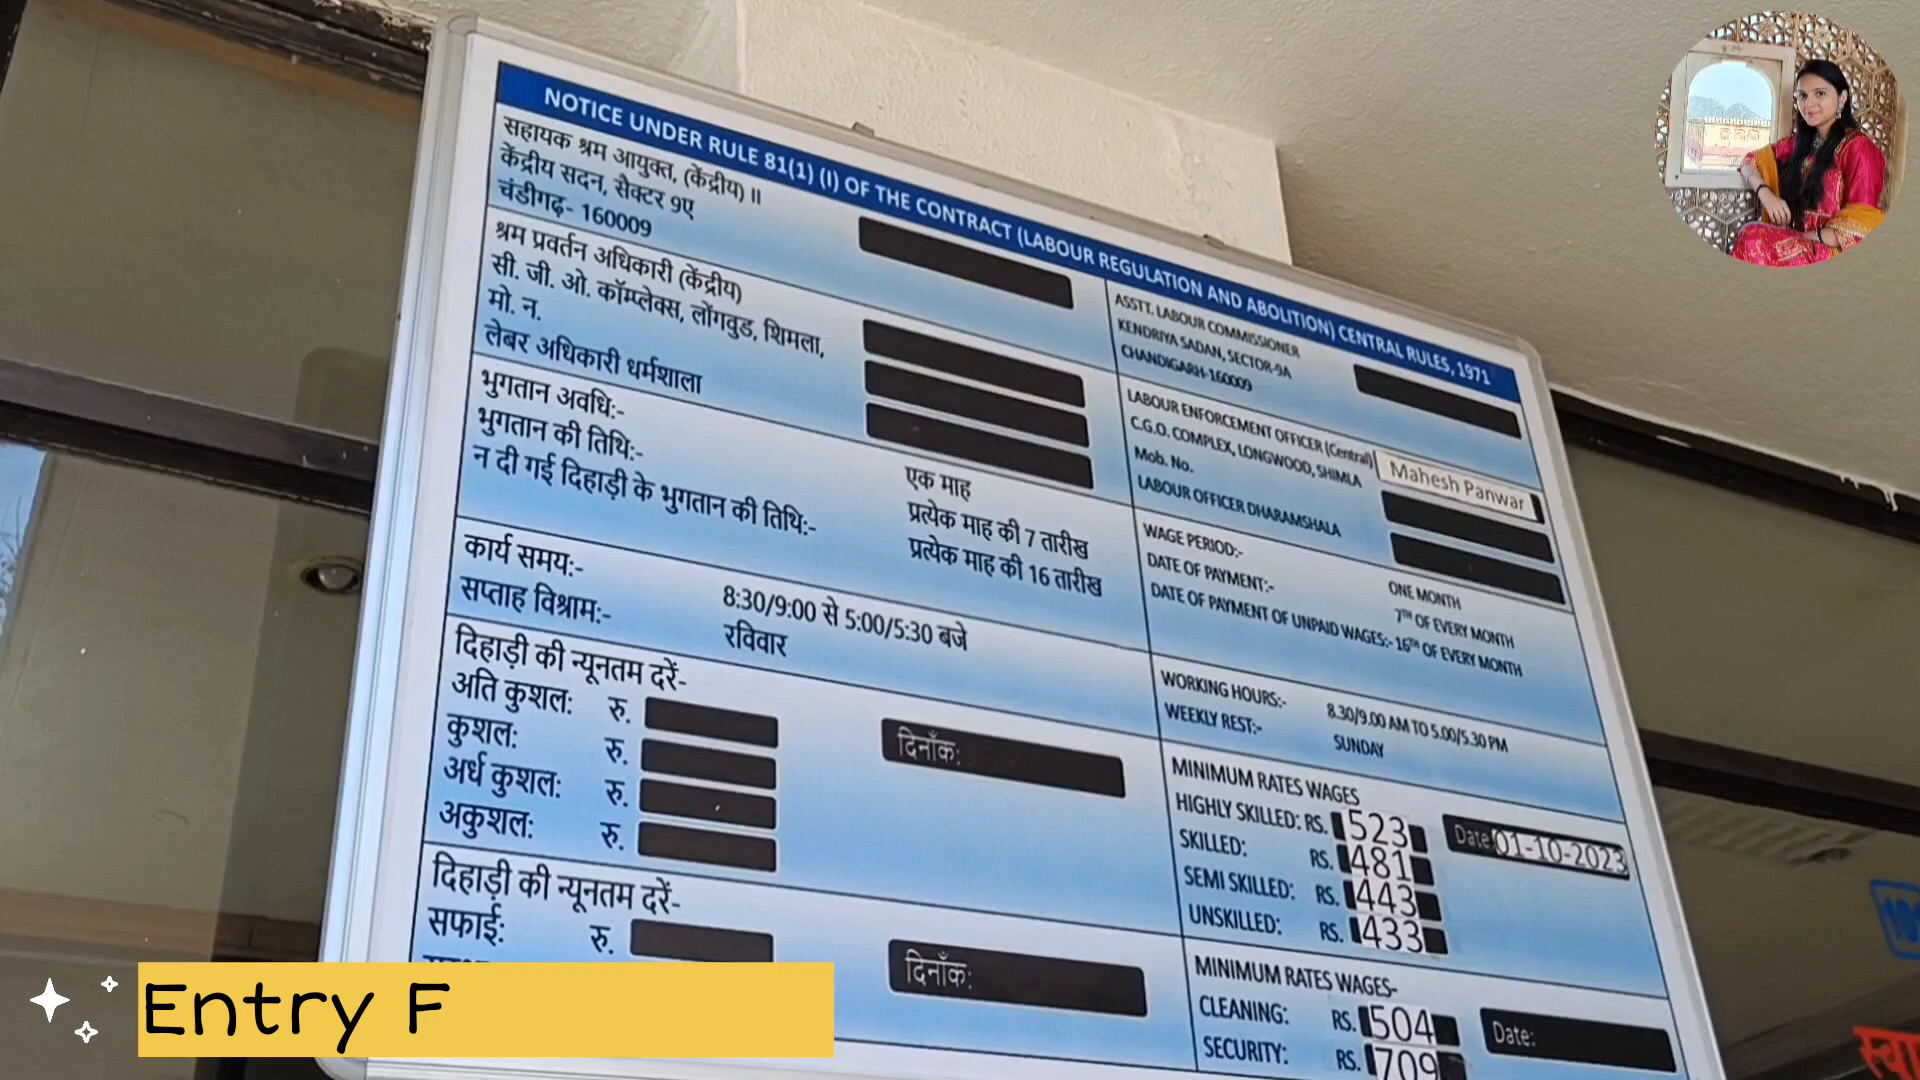 NOTICE UNDER RULE 81(1) (I) OF THE CONTRACT (LABOUR REGULATION AND ABOLITION) CENTRAL RULES, 1971
सहायक श्रम आयुक्त, (केंद्रीय) II
केंद्रीय सदन, सैक्टर 9ए
चंडीगढ़- 160009
श्रम प्रवर्तन अधिकारी (केंद्रीय)
सी. जी. ओ. कॉम्प्लेक्स, लोंगवुड, शिमला,
मो. न.
लेबर अधिकारी धर्मशाला
भुगतान अवधि:- एक माह
भुगतान की तिथि:- प्रत्येक माह की 7 तारीख
न दी गई दिहाड़ी के भुगतान की तिथि:- प्रत्येक माह की 16 तारीख
कार्य समय:- 8:30/9:00 से 5:00/5:30 बजे
सप्ताह विश्राम:- रविवार
दिहाड़ी की न्यूनतम दरें-
अति कुशल: रु.
दिनाँक:
कुशल: रु.
अर्ध कुशल: रु.
अकुशल: रु.
दिहाड़ी की न्यूनतम दरें-
सफाई: रु.
दिनाँक:
ASSTT. LABOUR COMMISSIONER
KENDRIYA SADAN, SECTOR-9A
CHANDIGARH-160009
LABOUR ENFORCEMENT OFFICER (Central) Mahesh Panwar
C.G.O. COMPLEX, LONGWOOD, SHIMLA
Mob. No.
LABOUR OFFICER DHARAMSHALA
WAGE PERIOD:- ONE MONTH
DATE OF PAYMENT:- 7TH OF EVERY MONTH
DATE OF PAYMENT OF UNPAID WAGES:- 16TH OF EVERY MONTH
WORKING HOURS:- 8.30/9.00 AM TO 5.00/5.30 PM
WEEKLY REST:- SUNDAY
MINIMUM RATES WAGES
HIGHLY SKILLED: RS. 523 Date: 01-10-2023
SKILLED: RS. 481
SEMI SKILLED: RS. 443
UNSKILLED: RS. 433
MINIMUM RATES WAGES-
CLEANING: RS. 504 Date:
SECURITY: RS. 709
Entry F